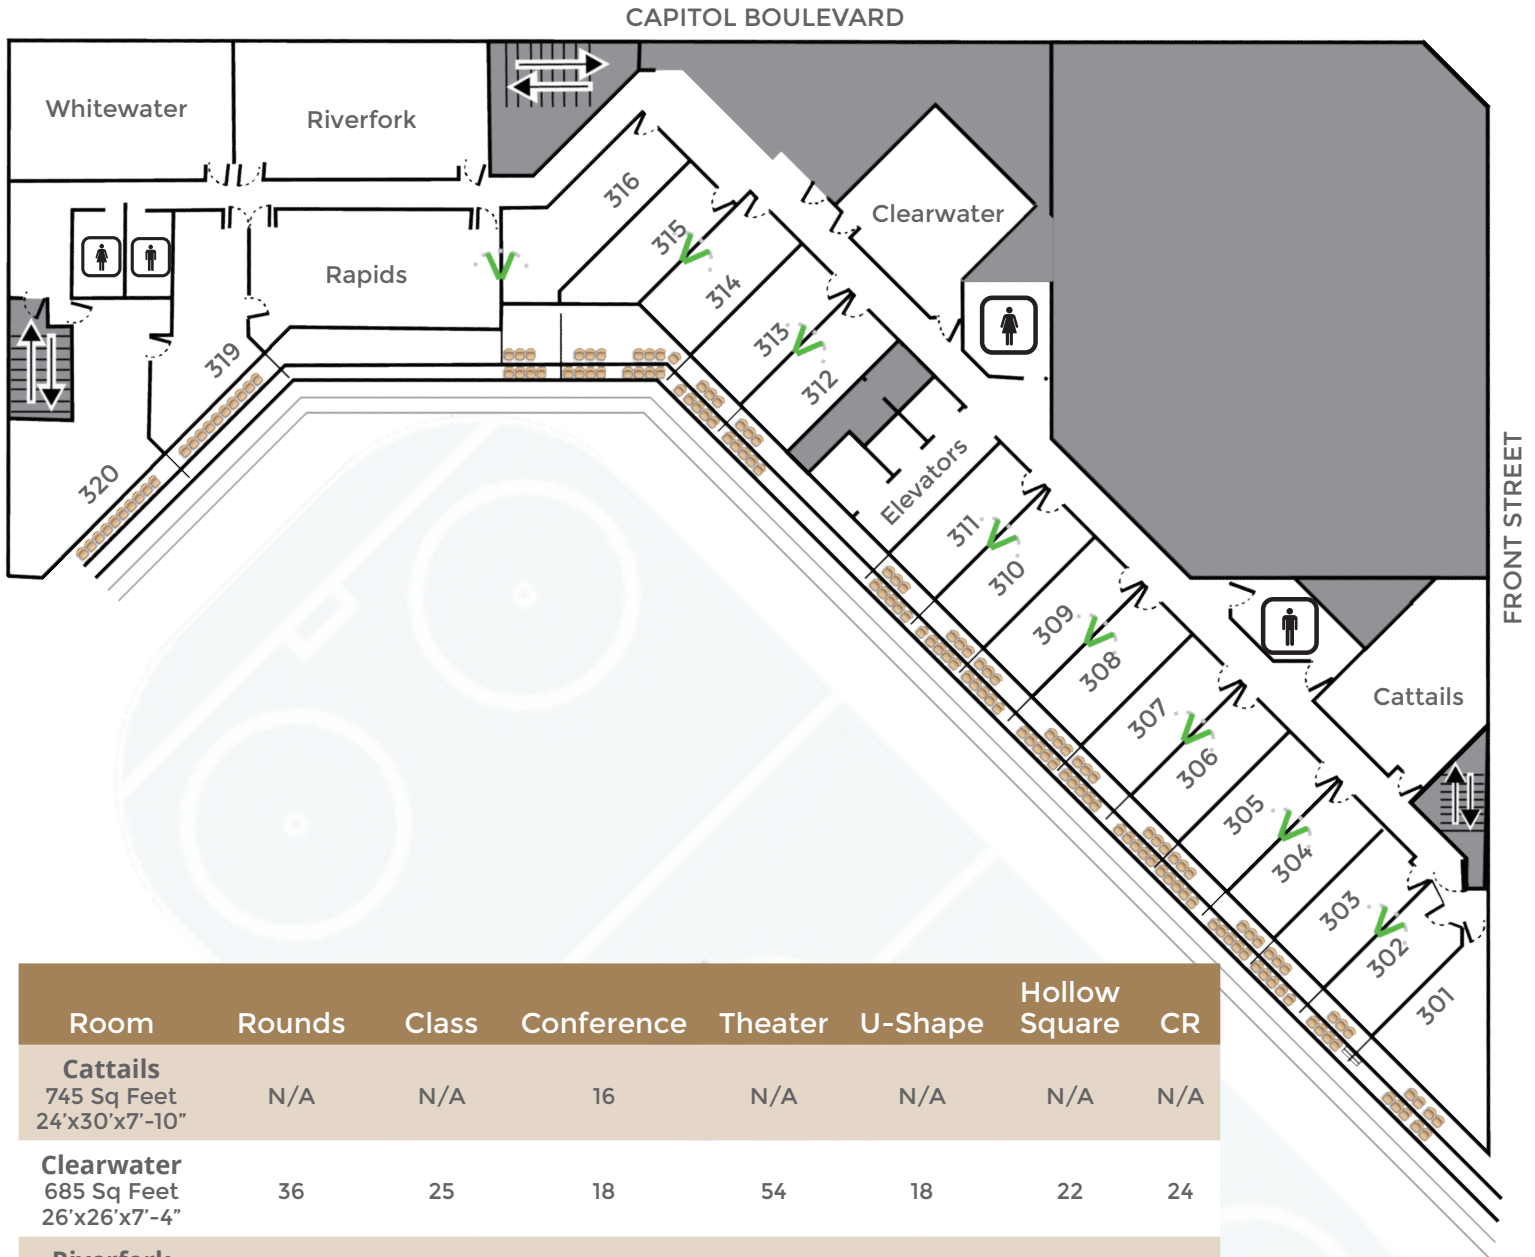 CAPITOL BOULEVARD
Whitewater
Riverfork
316
Clearwater
315
Rapids
314
313
319
312
Elevators
320
311
310
FRONT STREET
309
308
Cattails
307
306
305
304
303
302
301
Room Rounds Class Conference Theater U-Shape Hollow Square CR
Cattails
745 Sq Feet
24’x30’x7’-10”
N/A N/A 16 N/A N/A N/A N/A
Clearwater
685 Sq Feet
26’x26’x7’-4”
36 25 18 54 18 22 24
Riverfork